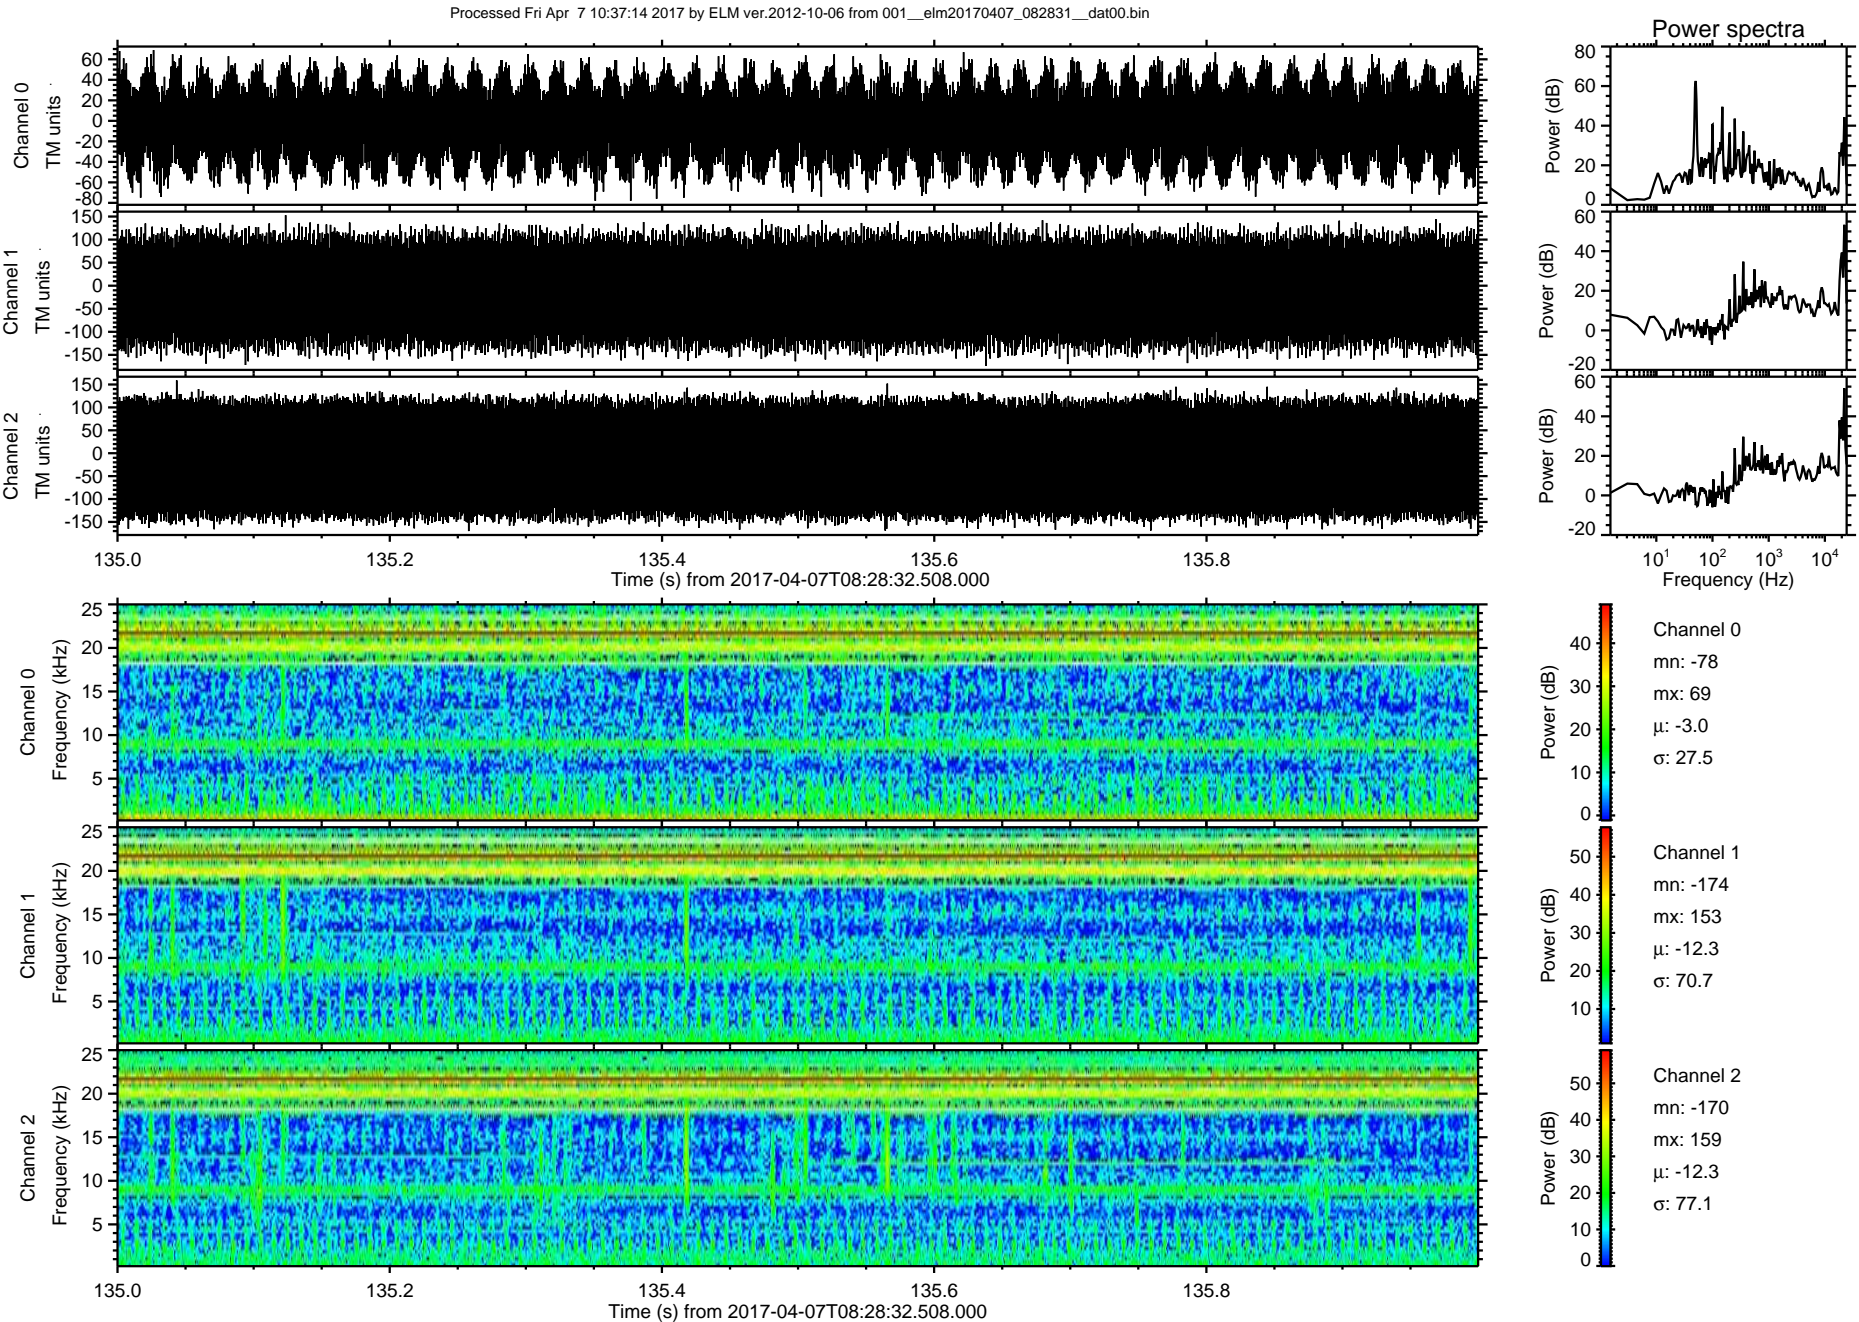 Processed Fri Apr  7 10:37:14 2017 by ELM ver.2012-10-06 from 001__elm20170407_082831__dat00.bin
Power spectra
Channel 0
TM units
60
40
20
0
-20
-40
-60
-80
Power (dB)
80
60
40
20
0
Channel 1
TM units
150
100
50
0
-50
-100
-150
Power (dB)
60
40
20
0
-20
Channel 2
TM units
150
100
50
0
-50
-100
-150
Power (dB)
60
40
20
0
-20
135.0 135.2 135.4 135.6 135.8
Time (s) from 2017-04-07T08:28:32.508.000
10¹ 10² 10³ 10⁴
Frequency (Hz)
Channel 0
Frequency (kHz)
25
20
15
10
5
Power (dB)
40
30
20
10
0
Channel 0
mn: -78
mx: 69
μ: -3.0
σ: 27.5
Channel 1
Frequency (kHz)
25
20
15
10
5
Power (dB)
50
40
30
20
10
Channel 1
mn: -174
mx: 153
μ: -12.3
σ: 70.7
Channel 2
Frequency (kHz)
25
20
15
10
5
Power (dB)
50
40
30
20
10
0
Channel 2
mn: -170
mx: 159
μ: -12.3
σ: 77.1
135.0 135.2 135.4 135.6 135.8
Time (s) from 2017-04-07T08:28:32.508.000